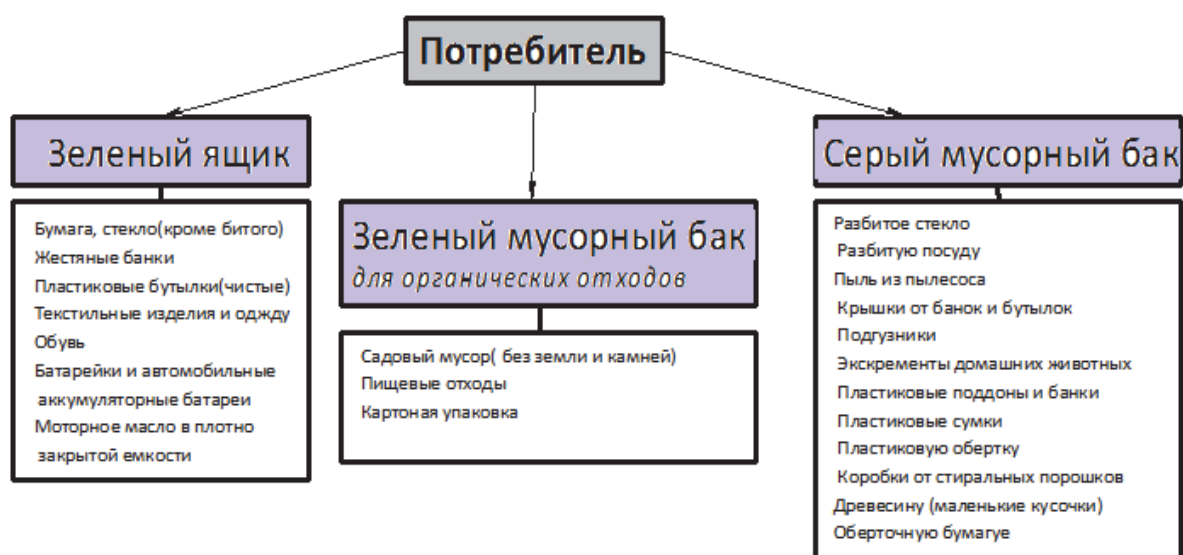 Потребитель
Зеленый ящик
Бумага, стекло(кроме битого)
Жестяные банки
Пластиковые бутылки(чистые)
Текстильные изделия и оджду
Обувь
Батарейки и автомобильные
аккумуляторные батареи
Моторное масло в плотно
закрытой емкости
Зеленый мусорный бак
для органических отходов
Садовый мусор( без земли и камней)
Пищевые отходы
Картоная упаковка
Серый мусорный бак
Разбитое стекло
Разбитую посуду
Пыль из пылесоса
Крышки от банок и бутылок
Подгузники
Экскременты домашних животных
Пластиковые поддоны и банки
Пластиковые сумки
Пластиковую обертку
Коробки от стиральных порошков
Древесину (маленькие кусочки)
Оберточную бумагуе